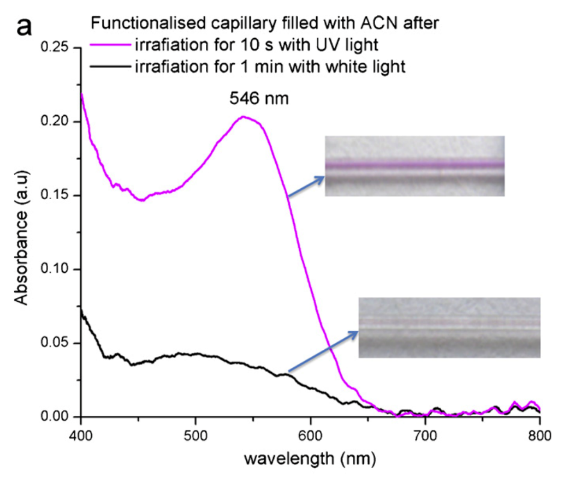 a
Functionalised capillary filled with ACN after
irrafiation for 10 s with UV light
irrafiation for 1 min with white light
546 nm
0.25
0.20
0.15
0.10
0.05
0.00
Absorbance (a.u)
400 500 600 700 800
wavelength (nm)